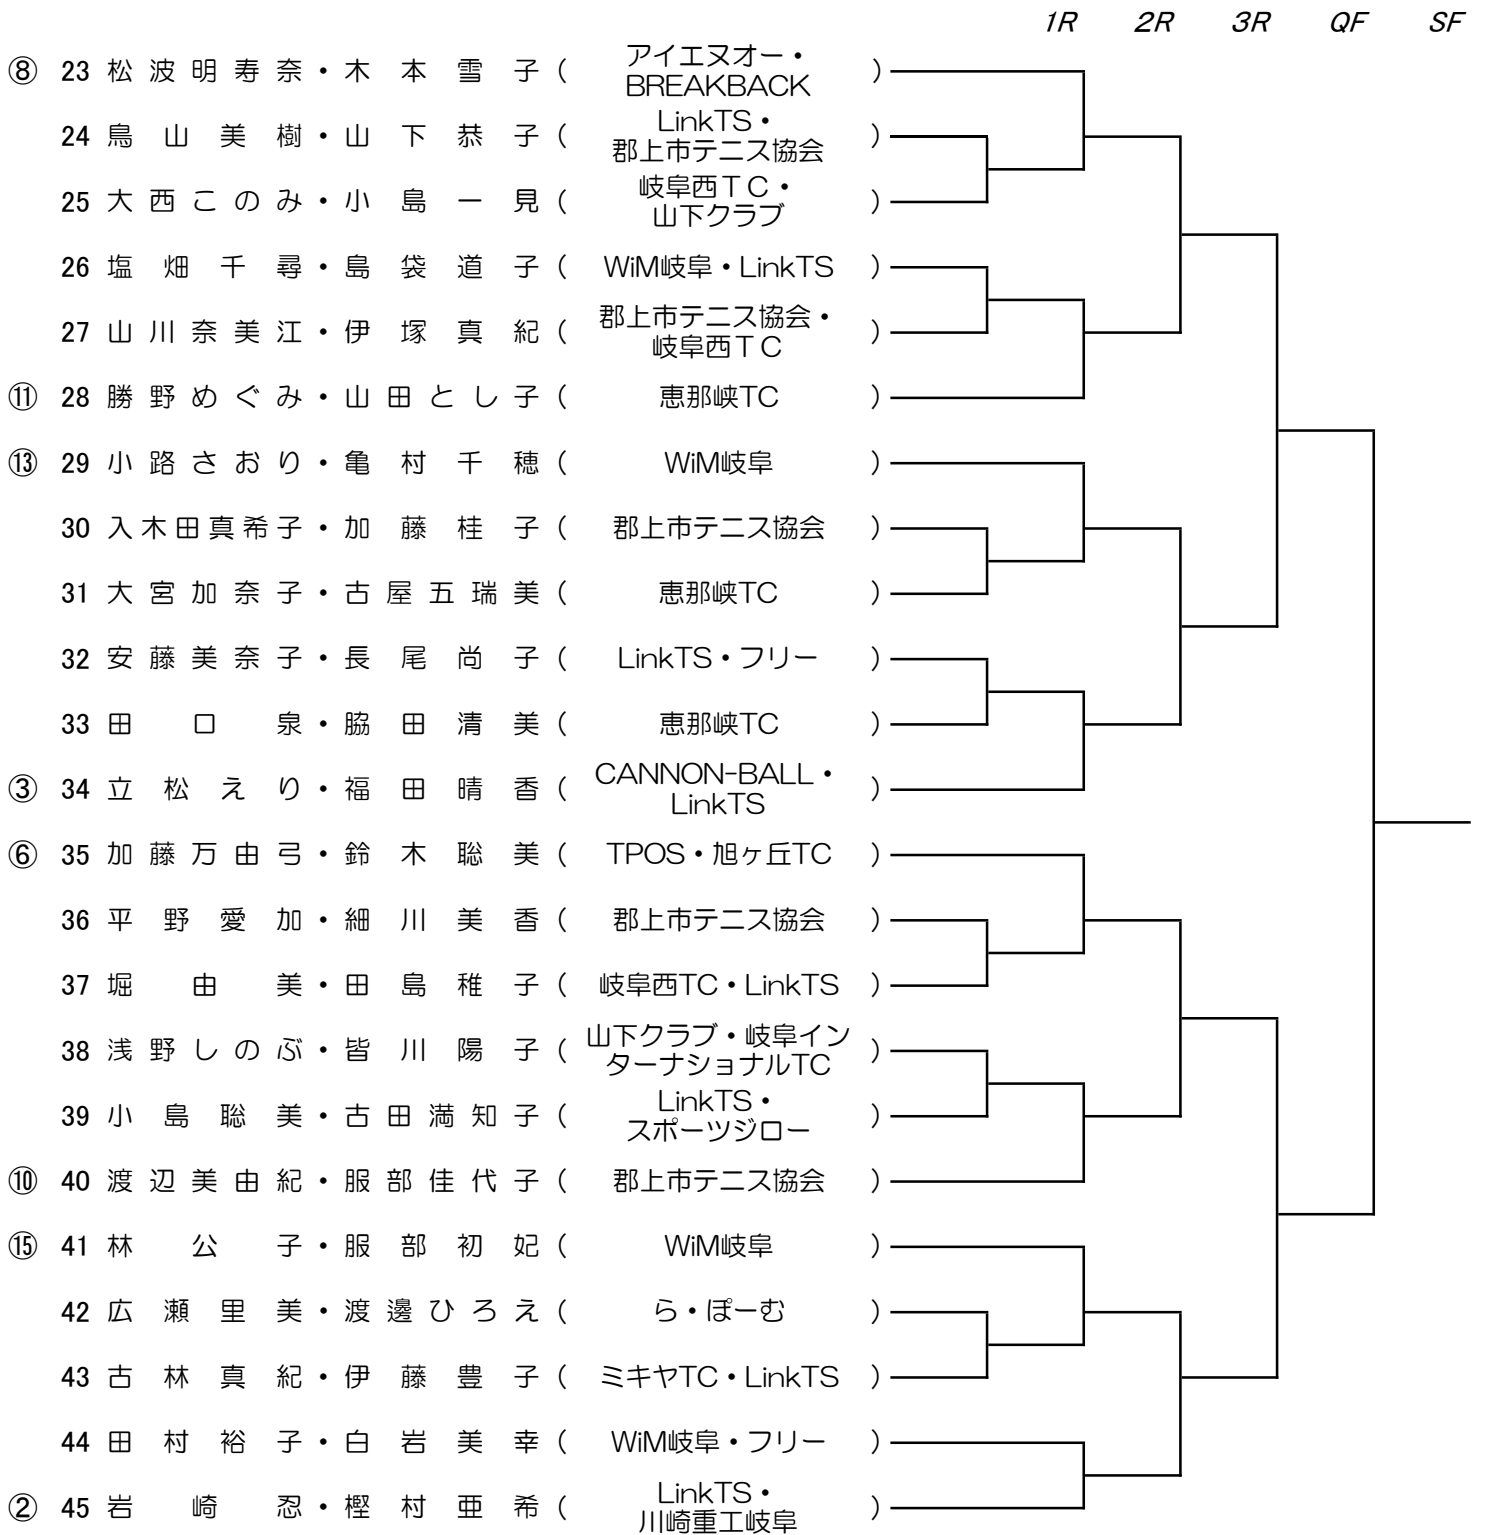 1R 2R 3R QF SF
⑧ 23 松波明寿奈・木本雪子 ( アイエヌオー・
BREAKBACK )
24 鳥山美樹・山下恭子 ( LinkTS・
郡上市テニス協会 )
25 大西このみ・小島一見 ( 岐阜西ＴＣ・
山下クラブ )
26 塩畑千尋・島袋道子 ( WiM岐阜・LinkTS )
27 山川奈美江・伊塚真紀 ( 郡上市テニス協会・
岐阜西ＴＣ )
⑪ 28 勝野めぐみ・山田とし子 ( 恵那峡TC )
⑬ 29 小路さおり・亀村千穂 ( WiM岐阜 )
30 入木田真希子・加藤桂子 ( 郡上市テニス協会 )
31 大宮加奈子・古屋五瑞美 ( 恵那峡TC )
32 安藤美奈子・長尾尚子 ( LinkTS・フリー )
33 田口泉・脇田清美 ( 恵那峡TC )
③ 34 立松えり・福田晴香 ( CANNON-BALL・
LinkTS )
⑥ 35 加藤万由弓・鈴木聡美 ( TPOS・旭ヶ丘TC )
36 平野愛加・細川美香 ( 郡上市テニス協会 )
37 堀由美・田島稚子 ( 岐阜西TC・LinkTS )
38 浅野しのぶ・皆川陽子 ( 山下クラブ・岐阜イン
ターナショナルTC )
39 小島聡美・古田満知子 ( LinkTS・
スポーツジロー )
⑩ 40 渡辺美由紀・服部佳代子 ( 郡上市テニス協会 )
⑮ 41 林公子・服部初妃 ( WiM岐阜 )
42 広瀬里美・渡邊ひろえ ( ら・ぽーむ )
43 古林真紀・伊藤豊子 ( ミキヤTC・LinkTS )
44 田村裕子・白岩美幸 ( WiM岐阜・フリー )
② 45 岩崎忍・樫村亜希 ( LinkTS・
川崎重工岐阜 )